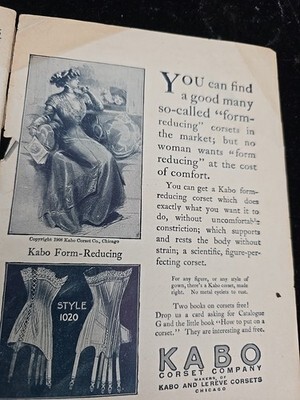 Copyright 1908 Kabo Corset Co., Chicago
Kabo Form-Reducing
STYLE
1020
YOU can find
a good many
so-called "form-
reducing" corsets in
the market; but no
woman wants "form
reducing" at the cost
of comfort.
You can get a Kabo form-
reducing corset which does
exactly what you want it to
do, without uncomfortable
constriction; which supports
and rests the body without
strain; a scientific, figure-per-
fecting corset.
For any figure, or any style of
gown, there's a Kabo corset, made
right. No metal eyelets to rust.
Two books on corsets free!
Drop us a card asking for Catalogue
G and the little book "How to put on a
corset." They are interesting and free.
KABO
CORSET COMPANY
MAKERS OF
KABO AND LEREVE CORSETS
CHICAGO